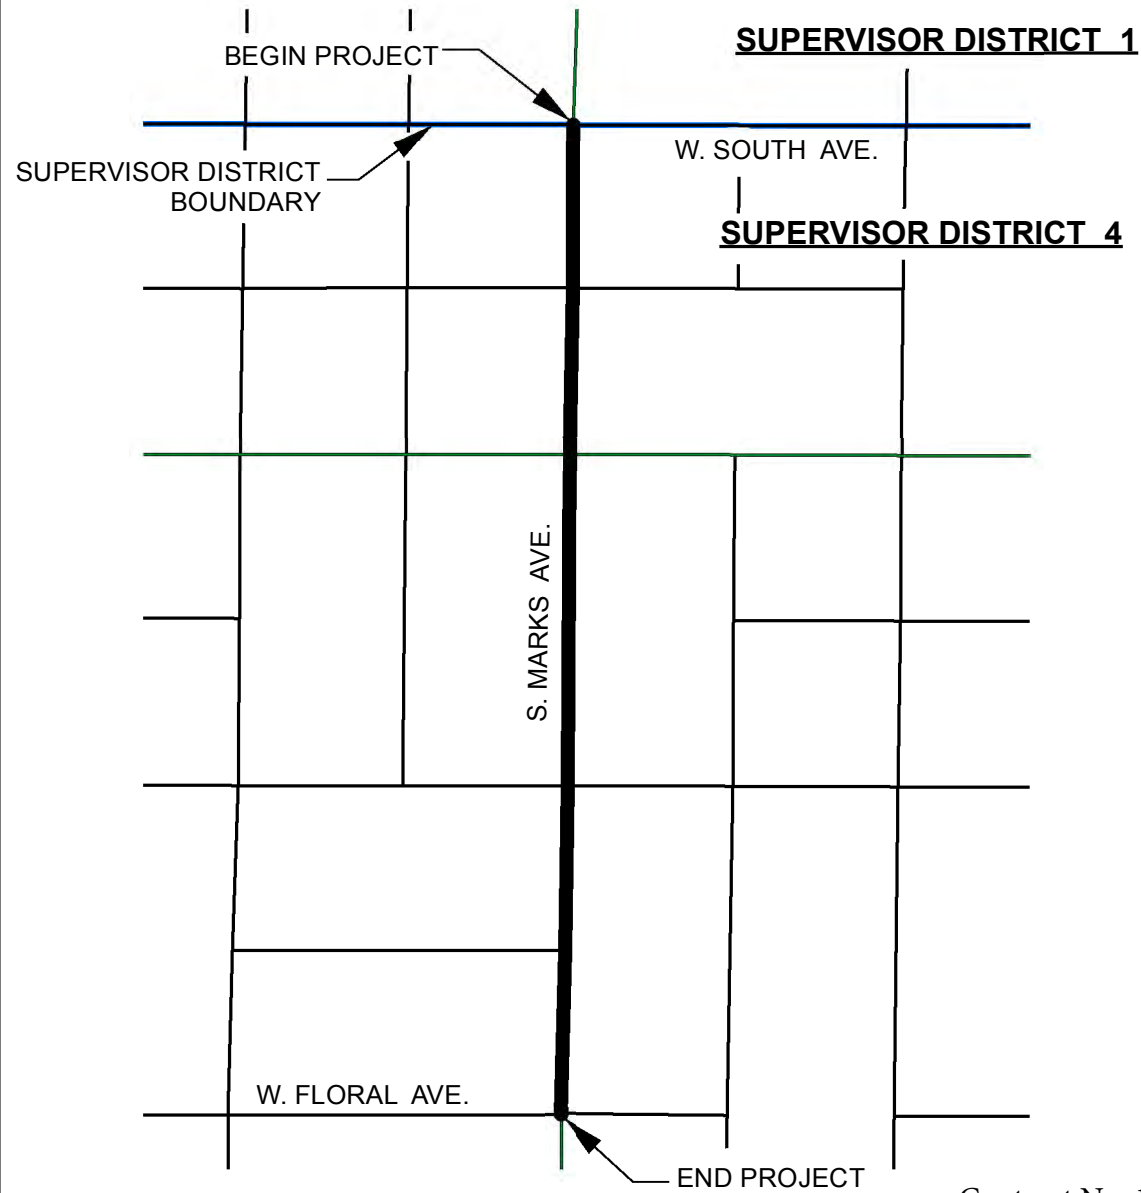 SUPERVISOR DISTRICT 1
BEGIN PROJECT
W. SOUTH AVE.
SUPERVISOR DISTRICT
BOUNDARY
SUPERVISOR DISTRICT 4
S. MARKS AVE.
W. FLORAL AVE.
END PROJECT
Contract